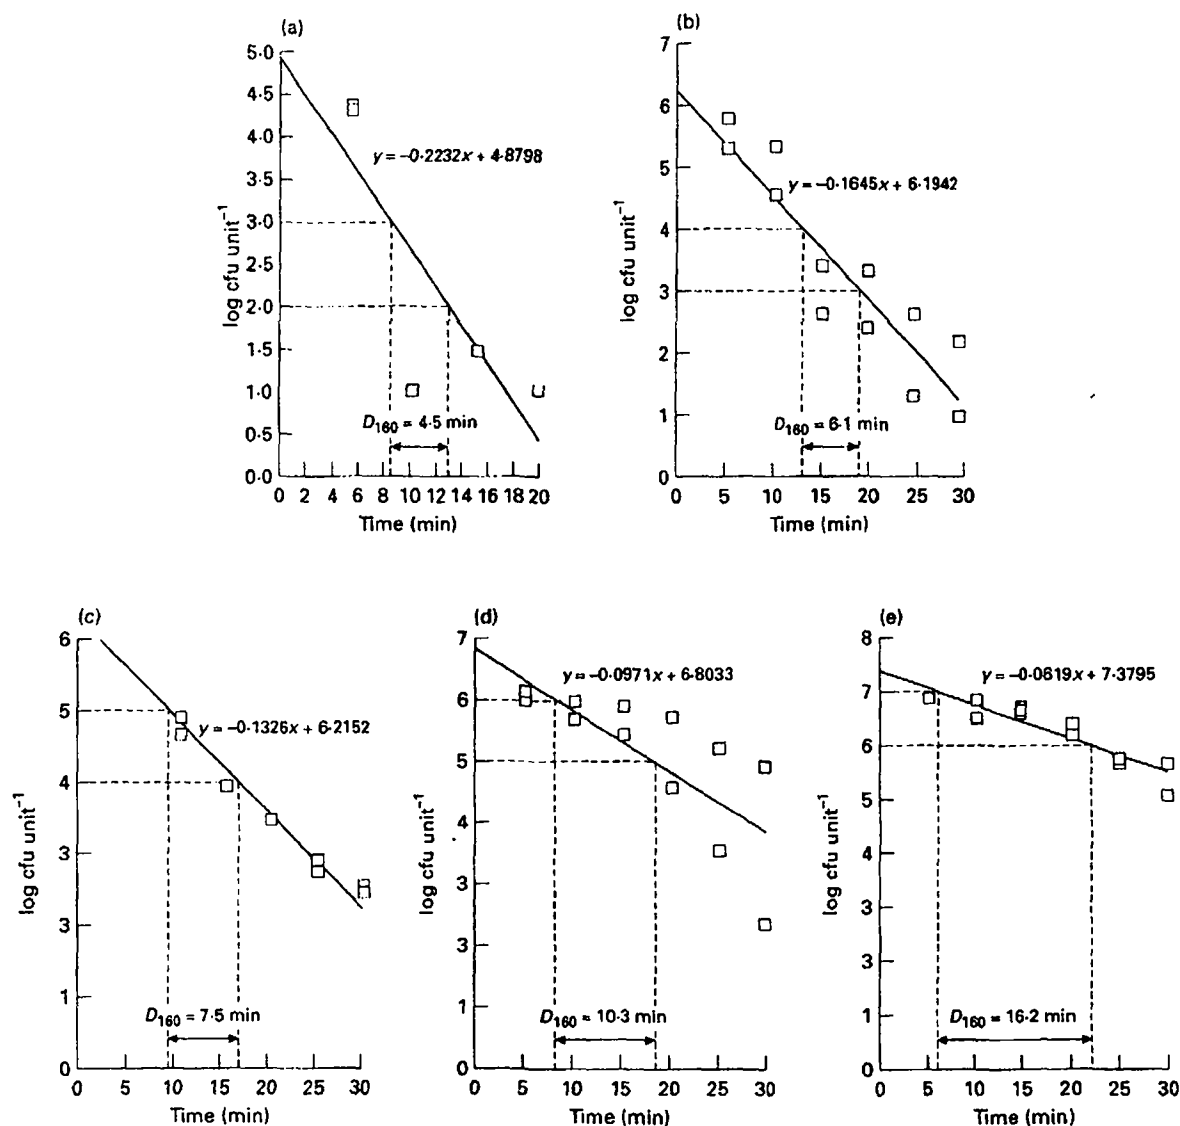 (a)
5·0
4·5
4·0
3·5
3·0
2·5
2·0
1·5
1·0
0·5
0·0
log cfu unit⁻¹
y = –0·2232x + 4·8798
D₁₆₀ = 4·5 min
0 2 4 6 8 10 12 14 16 18 20
Time (min)
(b)
7
6
5
4
3
2
1
0
log cfu unit⁻¹
y = –0·1645x + 6·1942
D₁₆₀ = 6·1 min
0 5 10 15 20 25 30
Time (min)
(c)
6
5
4
3
3
1
0
log cfu unit⁻¹
y = –0·1326x + 6·2152
D₁₆₀ = 7·5 min
0 5 10 15 20 25 30
Time (min)
(d)
7
6
5
4
3
3
1
0
log cfu unit⁻¹
y = –0·0971x + 6·8033
D₁₆₀ = 10·3 min
0 5 10 15 20 25 30
Time (min)
(e)
8
7
6
5
4
3
3
1
0
log cfu unit⁻¹
y = –0·0619x + 7·3795
D₁₆₀ = 16·2 min
0 5 10 15 20 25 30
Time (min)